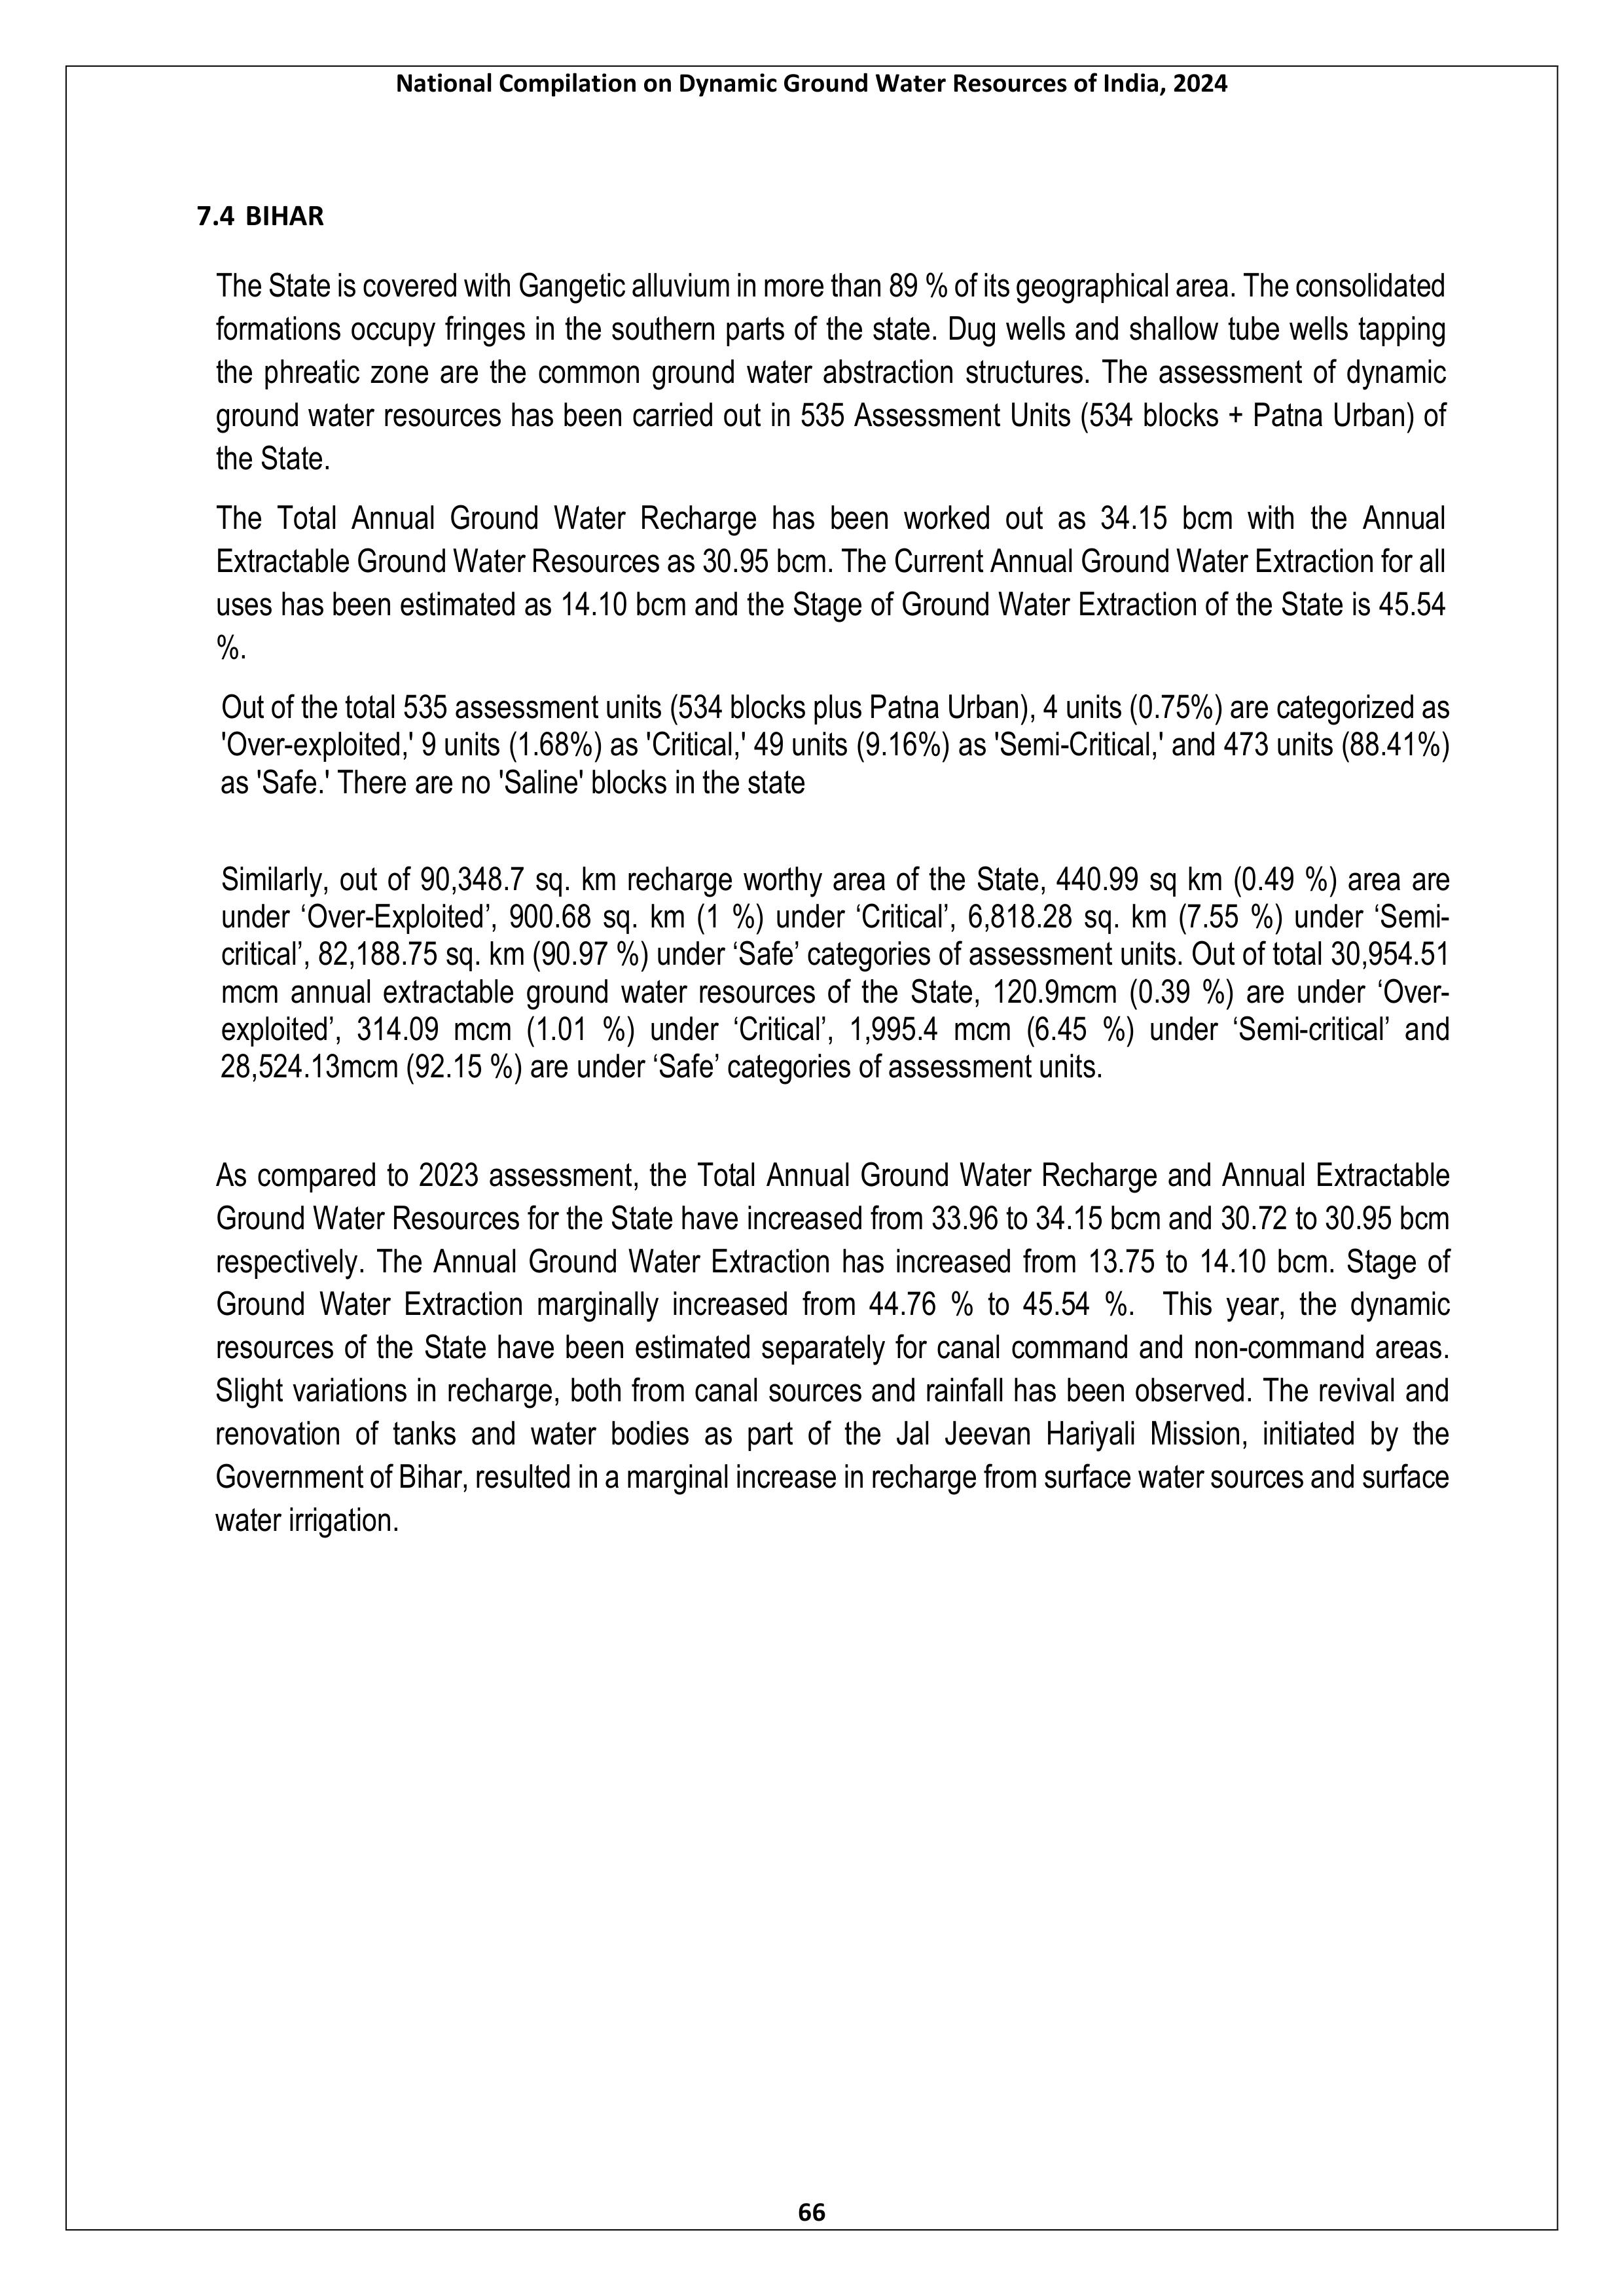 National Compilation on Dynamic Ground Water Resources of India, 2024
7.4 BIHAR
The State is covered with Gangetic alluvium in more than 89 % of its geographical area. The consolidated
formations occupy fringes in the southern parts of the state. Dug wells and shallow tube wells tapping
the phreatic zone are the common ground water abstraction structures. The assessment of dynamic
ground water resources has been carried out in 535 Assessment Units (534 blocks + Patna Urban) of
the State.
The Total Annual Ground Water Recharge has been worked out as 34.15 bcm with the Annual
Extractable Ground Water Resources as 30.95 bcm. The Current Annual Ground Water Extraction for all
uses has been estimated as 14.10 bcm and the Stage of Ground Water Extraction of the State is 45.54
%.
Out of the total 535 assessment units (534 blocks plus Patna Urban), 4 units (0.75%) are categorized as
'Over-exploited,' 9 units (1.68%) as 'Critical,' 49 units (9.16%) as 'Semi-Critical,' and 473 units (88.41%)
as 'Safe.' There are no 'Saline' blocks in the state
Similarly, out of 90,348.7 sq. km recharge worthy area of the State, 440.99 sq km (0.49 %) area are
under ‘Over-Exploited’, 900.68 sq. km (1 %) under ‘Critical’, 6,818.28 sq. km (7.55 %) under ‘Semi-
critical’, 82,188.75 sq. km (90.97 %) under ‘Safe’ categories of assessment units. Out of total 30,954.51
mcm annual extractable ground water resources of the State, 120.9mcm (0.39 %) are under ‘Over-
exploited’, 314.09 mcm (1.01 %) under ‘Critical’, 1,995.4 mcm (6.45 %) under ‘Semi-critical’ and
28,524.13mcm (92.15 %) are under ‘Safe’ categories of assessment units.
As compared to 2023 assessment, the Total Annual Ground Water Recharge and Annual Extractable
Ground Water Resources for the State have increased from 33.96 to 34.15 bcm and 30.72 to 30.95 bcm
respectively. The Annual Ground Water Extraction has increased from 13.75 to 14.10 bcm. Stage of
Ground Water Extraction marginally increased from 44.76 % to 45.54 %. This year, the dynamic
resources of the State have been estimated separately for canal command and non-command areas.
Slight variations in recharge, both from canal sources and rainfall has been observed. The revival and
renovation of tanks and water bodies as part of the Jal Jeevan Hariyali Mission, initiated by the
Government of Bihar, resulted in a marginal increase in recharge from surface water sources and surface
water irrigation.
66